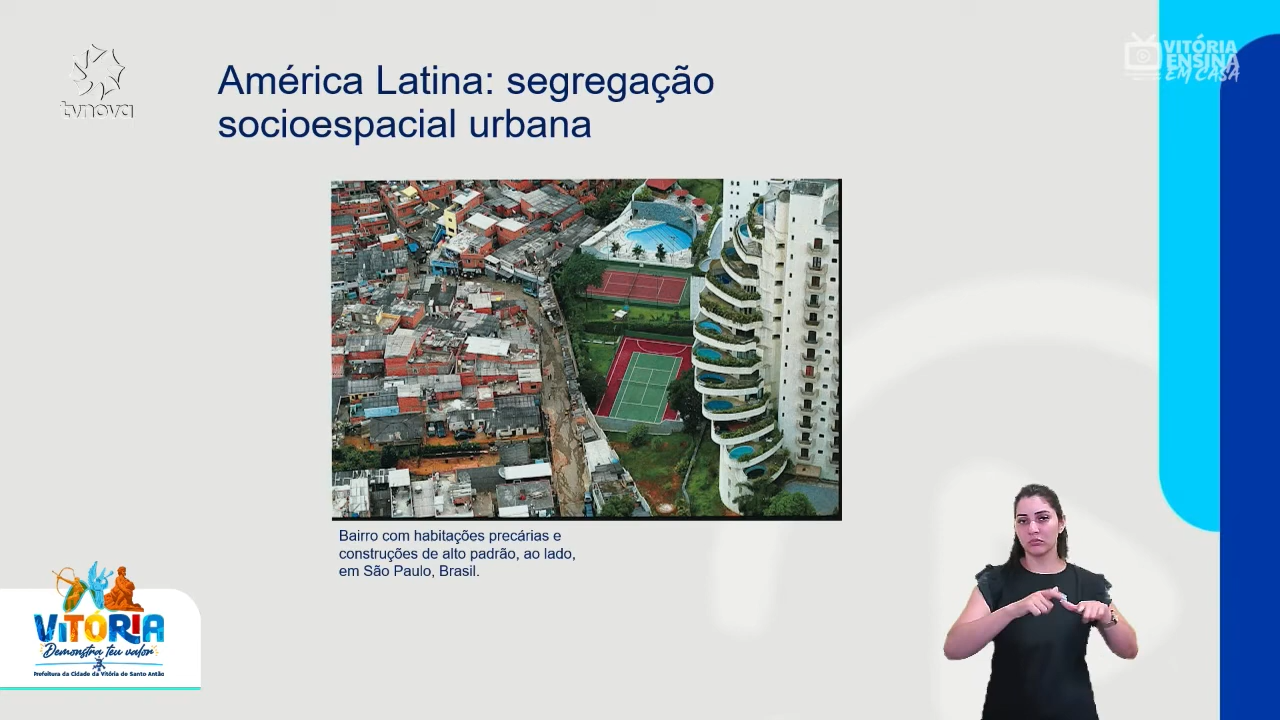 tvnova
VITÓRIA
ENSINA
EM CASA
América Latina: segregação
socioespacial urbana
Bairro com habitações precárias e
construções de alto padrão, ao lado,
em São Paulo, Brasil.
ViTÓRIA
Demonstra teu valor
Prefeitura da Cidade da Vitória de Santo Antão